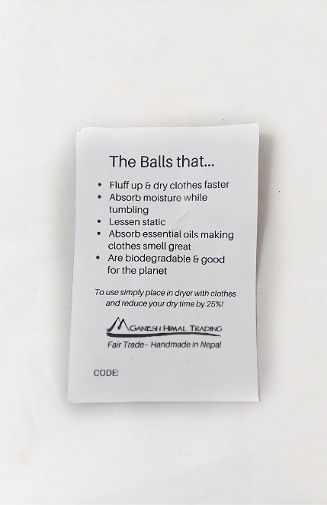 The Balls that...
• Fluff up & dry clothes faster
• Absorb moisture while
tumbling
• Lessen static
• Absorb essential oils making
clothes smell great
• Are biodegradable & good
for the planet
To use simply place in dryer with clothes
and reduce your dry time by 25%!
GANESH HIMAL TRADING
Fair Trade - Handmade in Nepal
CODE: